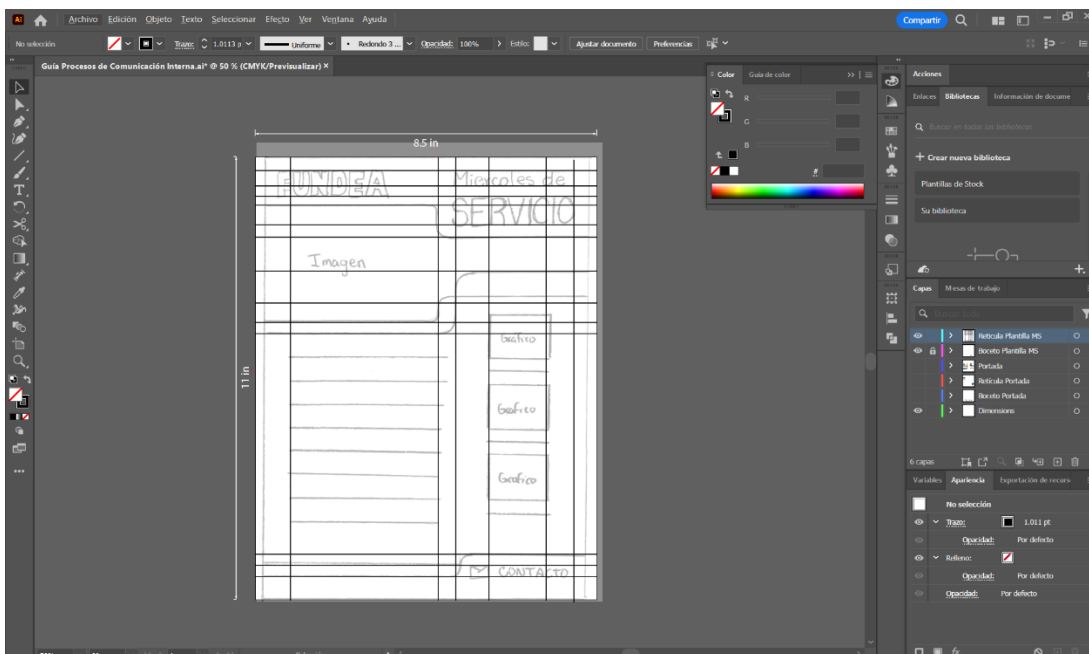 Ai Archivo Edición Objeto Texto Seleccionar Efecto Ver Ventana Ayuda
Compartir
No selección
Trazo: 1.0113 p
Uniforme
Redondo 3 ...
Opacidad: 100%
Estilo:
Ajustar documento
Preferencias
Guía Procesos de Comunicación Interna.ai* @ 50 % (CMYK/Previsualizar) ×
Color Guía de color
R
G
B
#
Acciones
Enlaces Bibliotecas Información de docume
Buscar en todas las bibliotecas
+ Crear nueva biblioteca
Plantillas de Stock
Su biblioteca
8.5 in
11 in
FUNDEA
Miercoles de
SERVICIO
Imagen
Grafico
Grafico
Grafico
CONTACTO
Capas Mesas de trabajo
Buscar todo
Retícula Plantilla MS
Boceto Plantilla MS
Portada
Retícula Portada
Boceto Portada
Dimensions
6 capas
Variables Apariencia Exportación de recurs
No selección
Trazo: 1.011 pt
Opacidad: Por defecto
Relleno:
Opacidad: Por defecto
Opacidad: Por defecto
fx